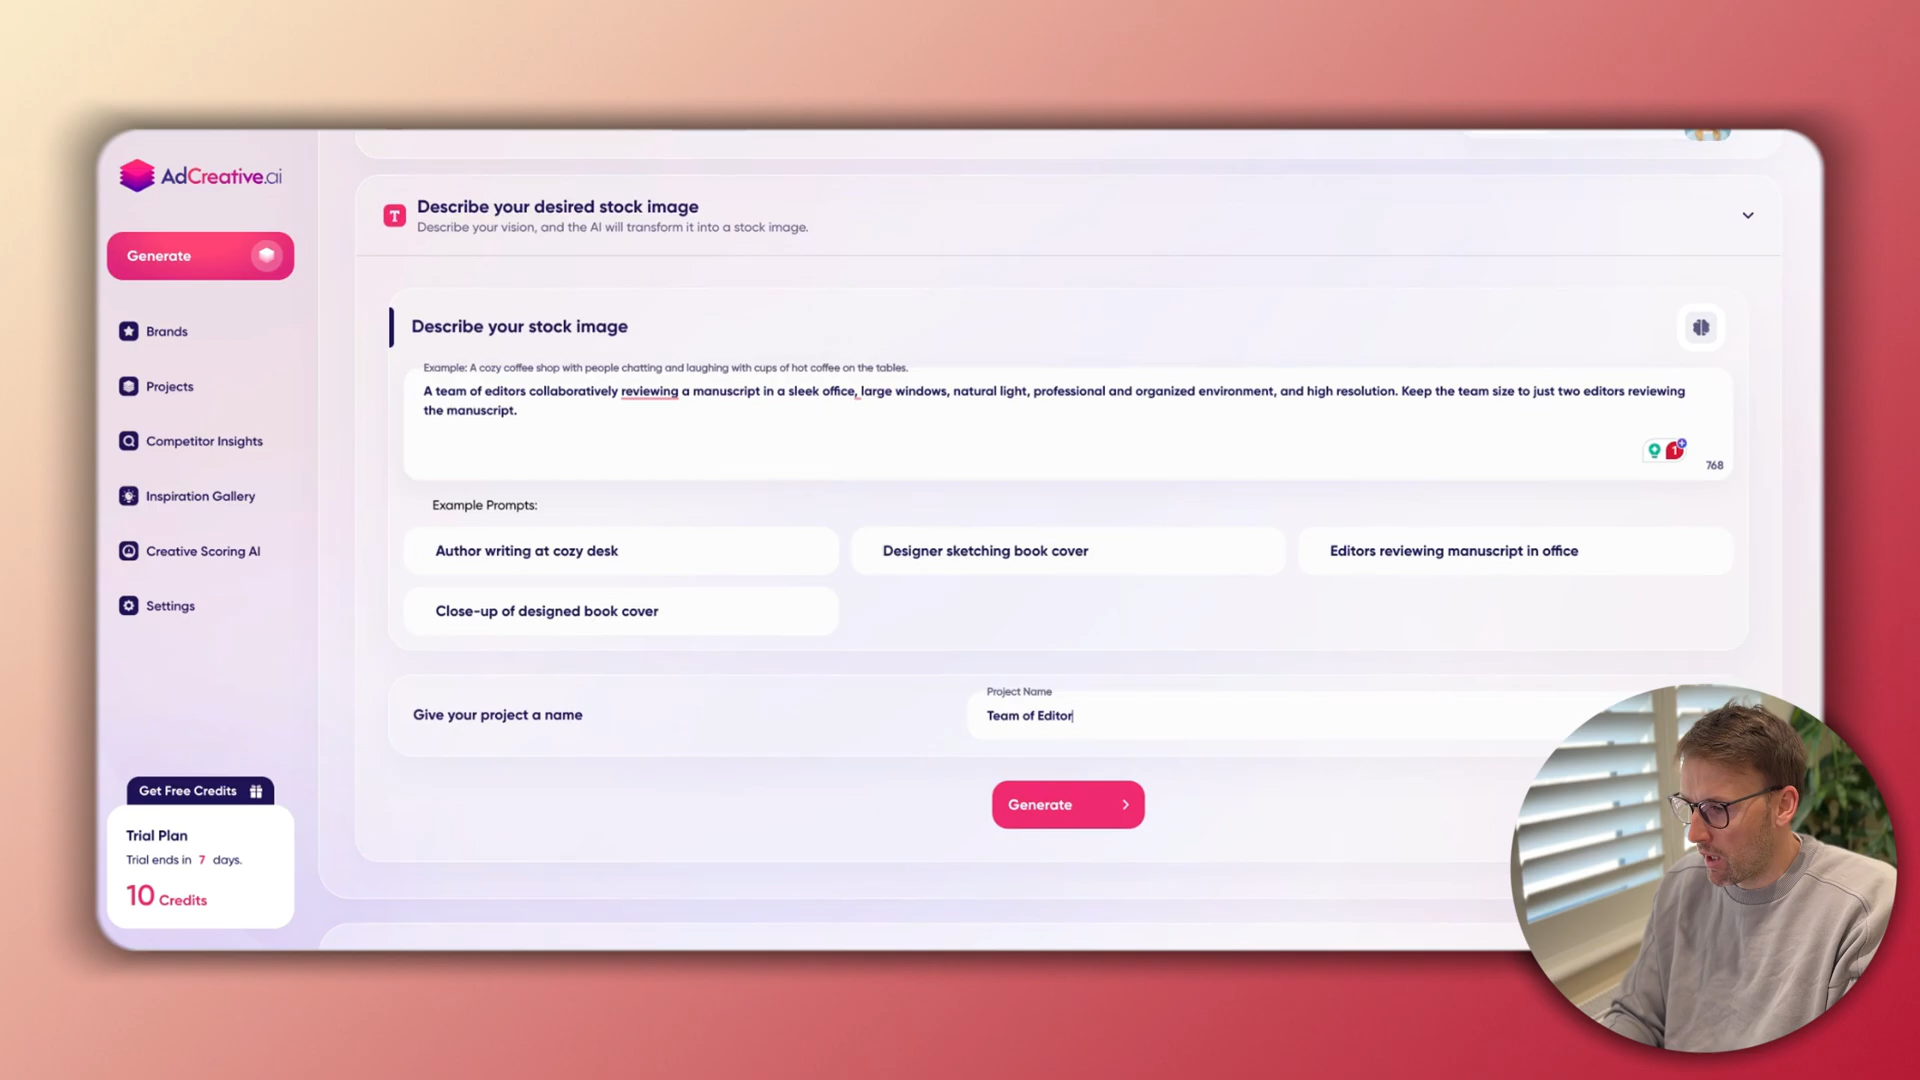 AdCreative.ai
Generate
Brands
Projects
Competitor Insights
Inspiration Gallery
Creative Scoring AI
Settings
Get Free Credits
Trial Plan
Trial ends in 7 days.
10 Credits
T
Describe your desired stock image
Describe your vision, and the AI will transform it into a stock image.
Describe your stock image
Example: A cozy coffee shop with people chatting and laughing with cups of hot coffee on the tables.
A team of editors collaboratively reviewing a manuscript in a sleek office, large windows, natural light, professional and organized environment, and high resolution. Keep the team size to just two editors reviewing
the manuscript.
1
768
Example Prompts:
Author writing at cozy desk
Designer sketching book cover
Editors reviewing manuscript in office
Close-up of designed book cover
Give your project a name
Project Name
Team of Editor
Generate